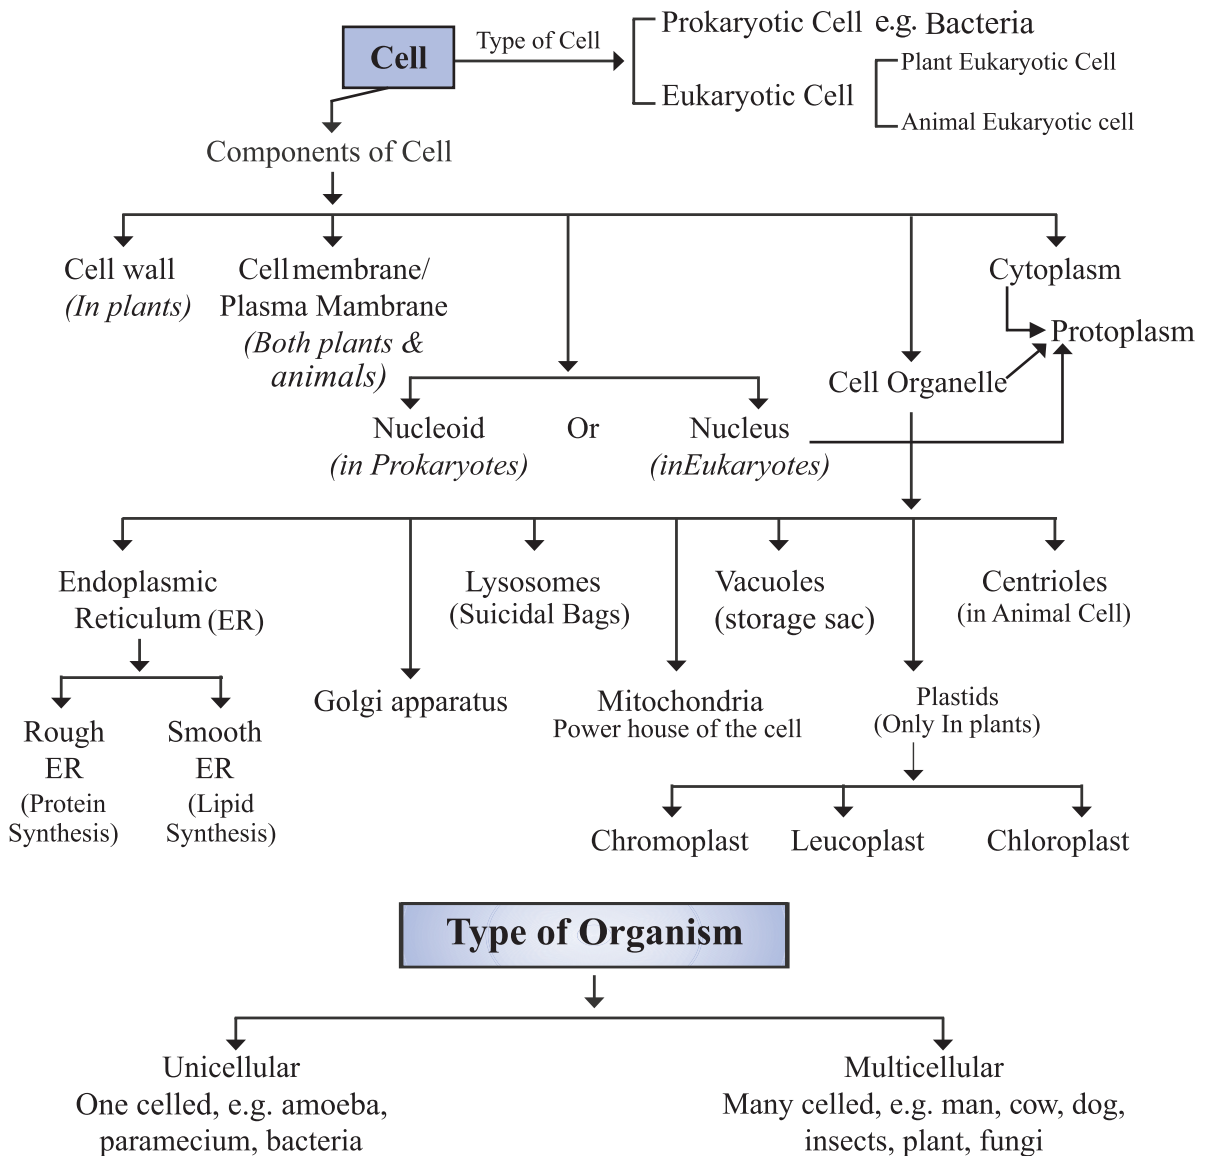 Cell
Type of Cell
Prokaryotic Cell e.g. Bacteria
Eukaryotic Cell
Plant Eukaryotic Cell
Animal Eukaryotic cell
Components of Cell
Cell wall
(In plants)
Cell membrane/
Plasma Mambrane
(Both plants &
animals)
Nucleoid
(in Prokaryotes)
Or
Nucleus
(inEukaryotes)
Cell Organelle
Cytoplasm
Protoplasm
Endoplasmic
Reticulum (ER)
Rough
ER
(Protein
Synthesis)
Smooth
ER
(Lipid
Synthesis)
Golgi apparatus
Lysosomes
(Suicidal Bags)
Mitochondria
Power house of the cell
Vacuoles
(storage sac)
Plastids
(Only In plants)
Centrioles
(in Animal Cell)
Chromoplast
Leucoplast
Chloroplast
Type of Organism
Unicellular
One celled, e.g. amoeba,
paramecium, bacteria
Multicellular
Many celled, e.g. man, cow, dog,
insects, plant, fungi